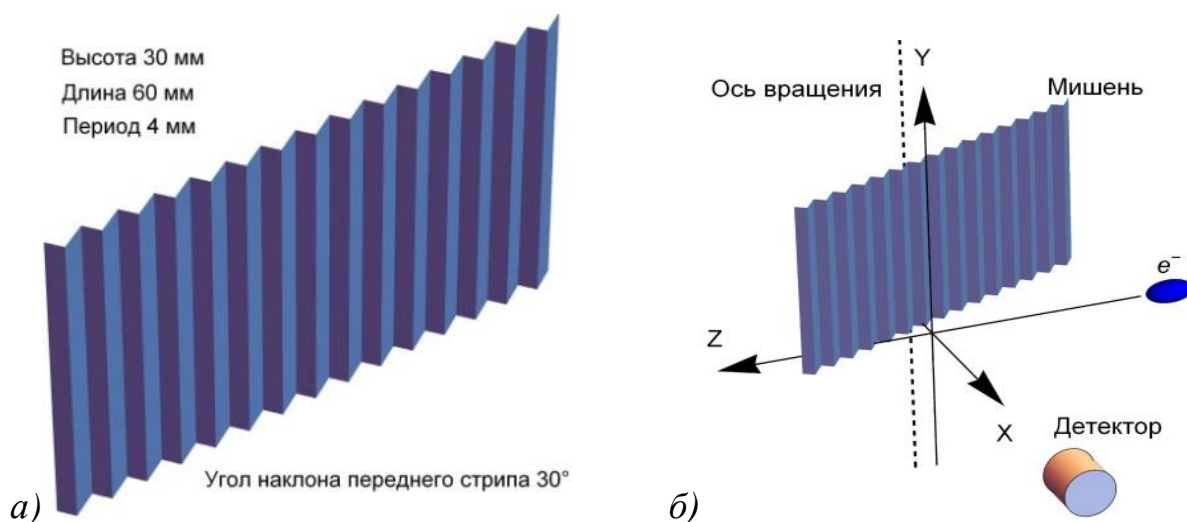 Высота 30 мм
Длина 60 мм
Период 4 мм
Угол наклона переднего стрипа 30°
а)
Y
Ось вращения
Мишень
e⁻
Z
X
Детектор
б)